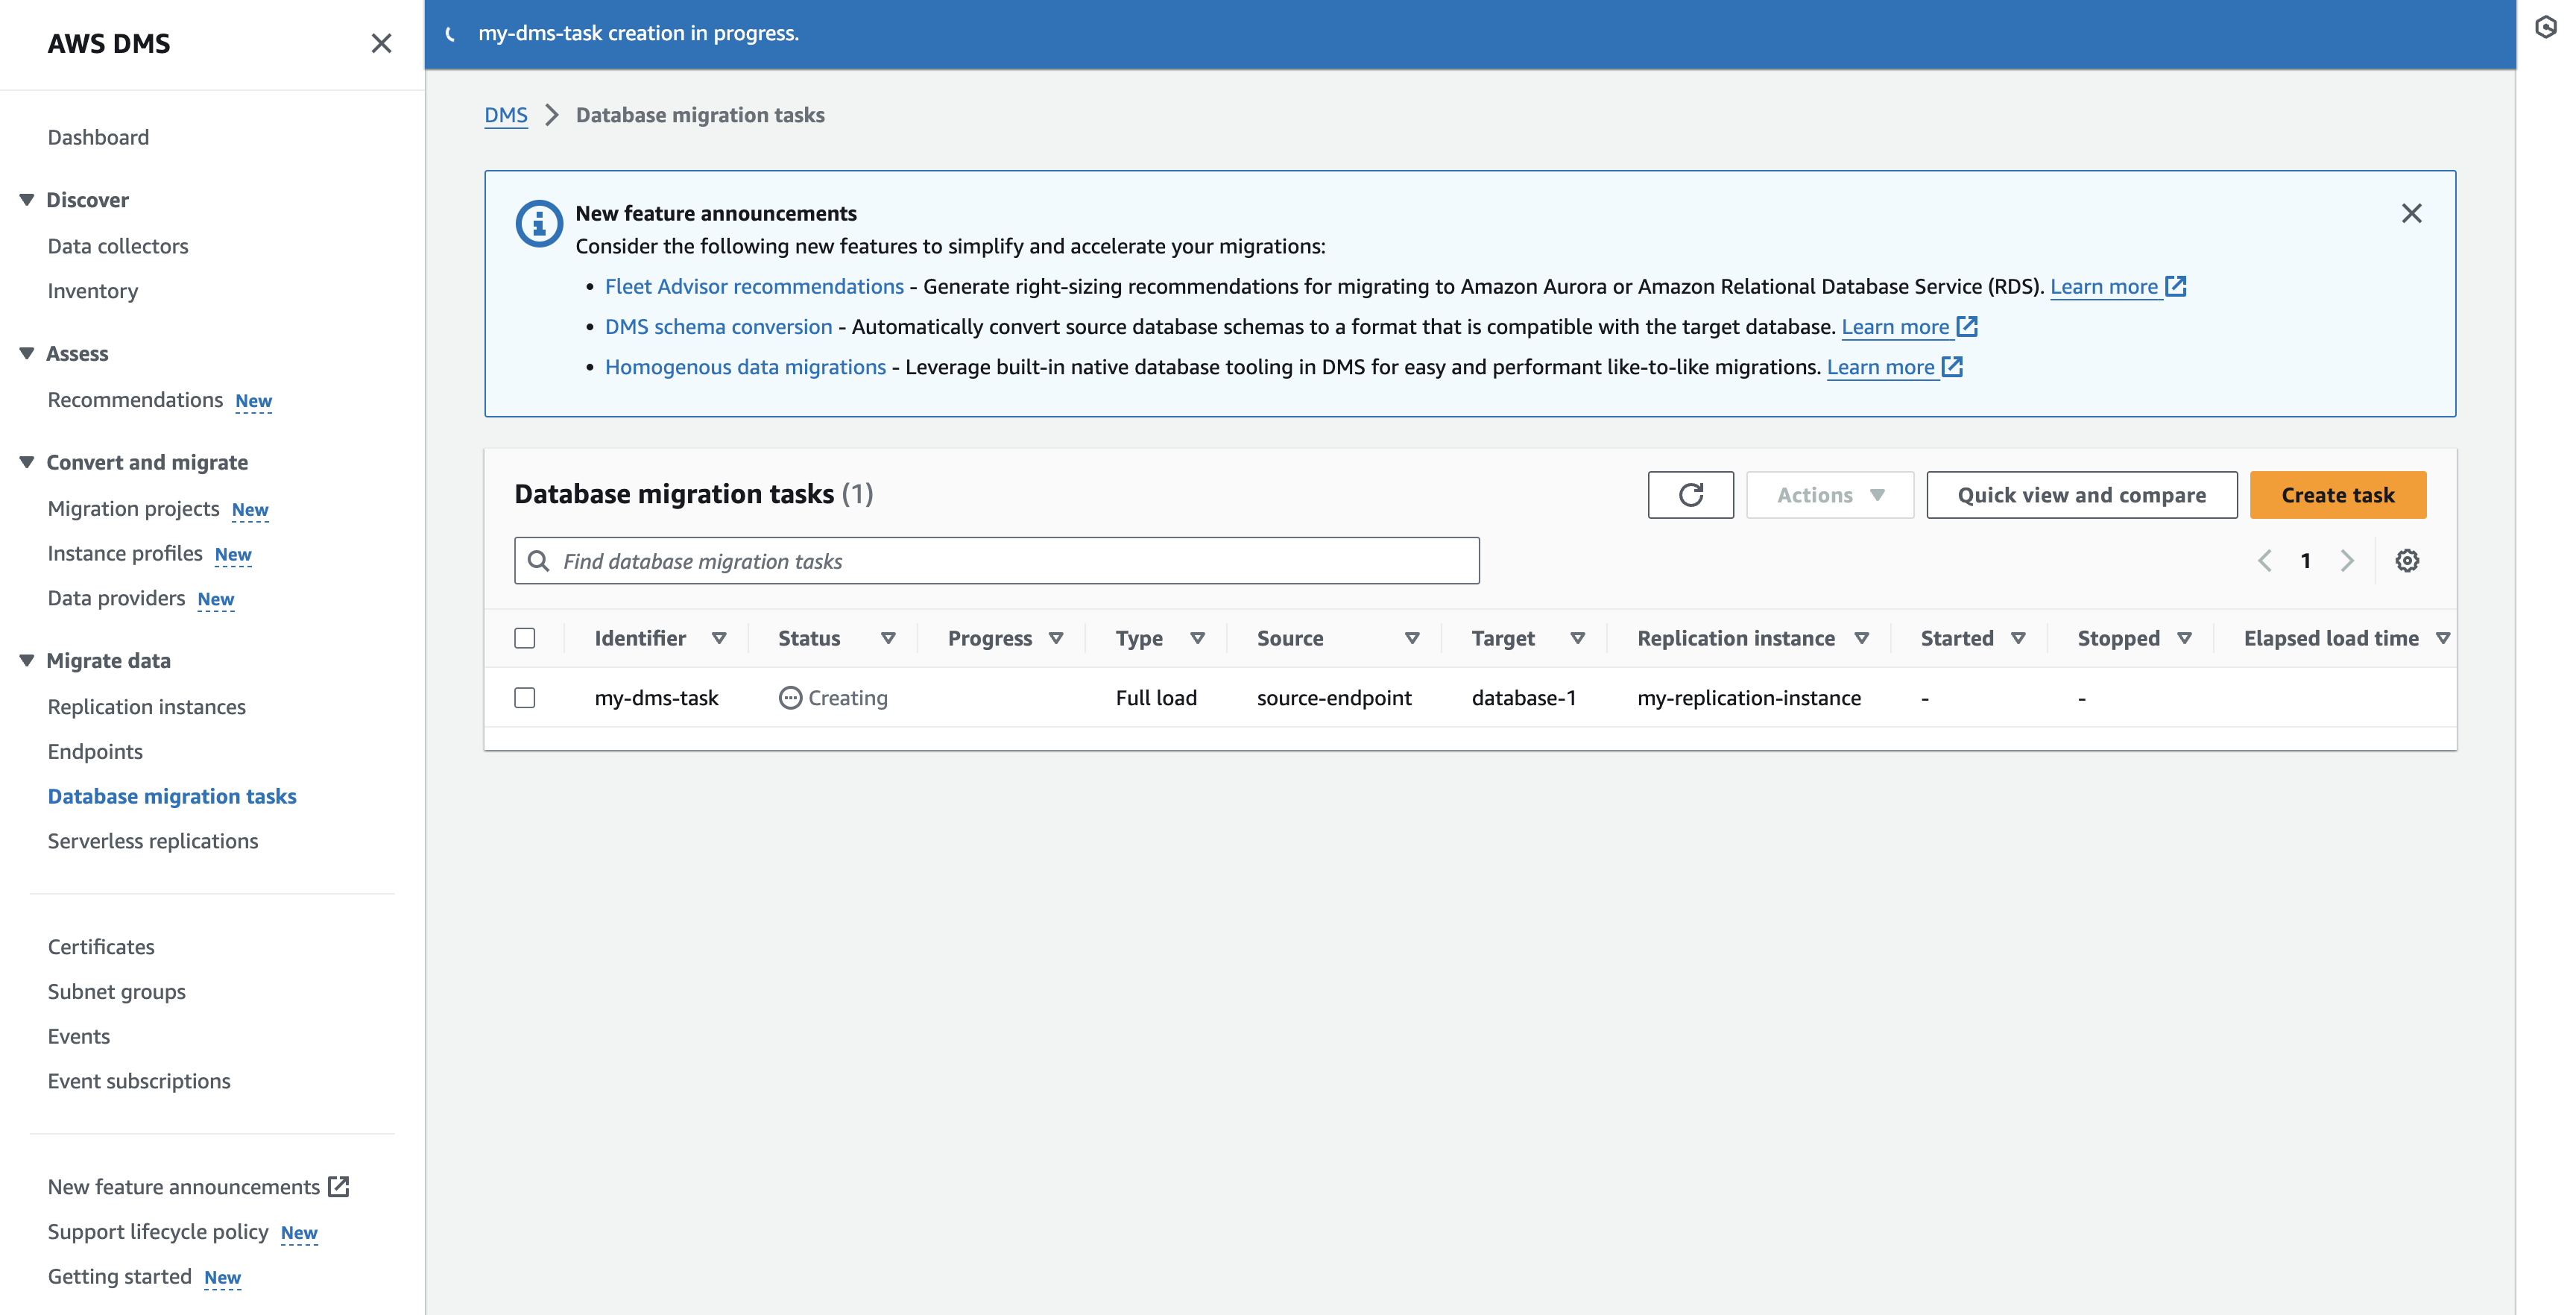 AWS DMS
Dashboard
Discover
Data collectors
Inventory
Assess
Recommendations New
Convert and migrate
Migration projects New
Instance profiles New
Data providers New
Migrate data
Replication instances
Endpoints
Database migration tasks
Serverless replications
Certificates
Subnet groups
Events
Event subscriptions
New feature announcements
Support lifecycle policy New
Getting started New
my-dms-task creation in progress.
DMS > Database migration tasks
New feature announcements
Consider the following new features to simplify and accelerate your migrations:
• Fleet Advisor recommendations - Generate right-sizing recommendations for migrating to Amazon Aurora or Amazon Relational Database Service (RDS). Learn more
• DMS schema conversion - Automatically convert source database schemas to a format that is compatible with the target database. Learn more
• Homogenous data migrations - Leverage built-in native database tooling in DMS for easy and performant like-to-like migrations. Learn more
Database migration tasks (1)
Actions Quick view and compare Create task
Find database migration tasks
1
Identifier Status Progress Type Source Target Replication instance Started Stopped Elapsed load time
my-dms-task Creating Full load source-endpoint database-1 my-replication-instance - -